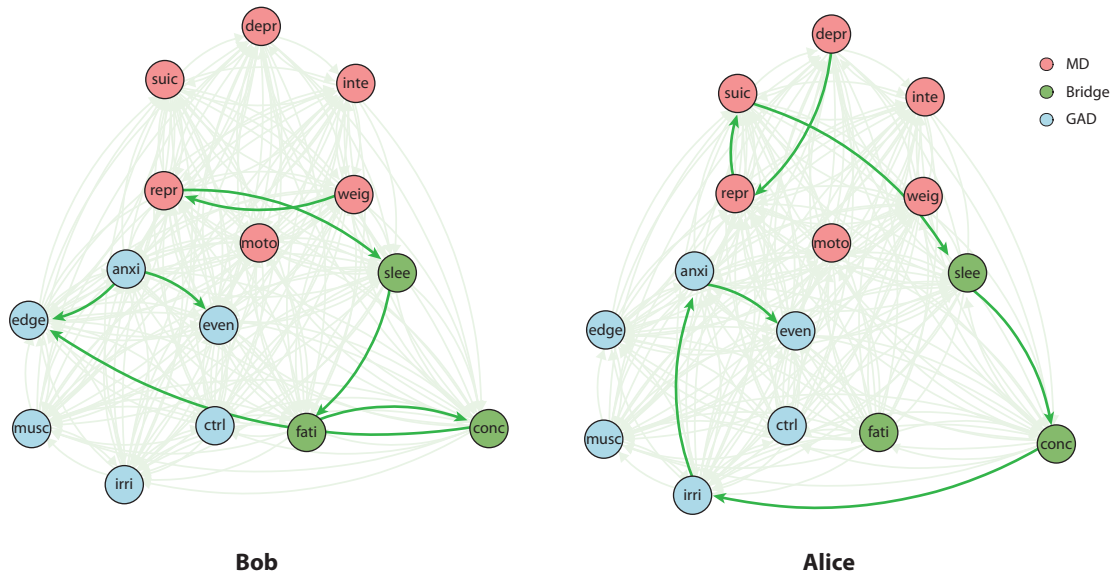 depr
suic
inte
repr
weig
moto
anxi
slee
edge
even
musc
ctrl
fati
conc
irri
Bob
depr
suic
inte
repr
weig
moto
anxi
slee
edge
even
musc
ctrl
fati
conc
irri
Alice
MD
Bridge
GAD